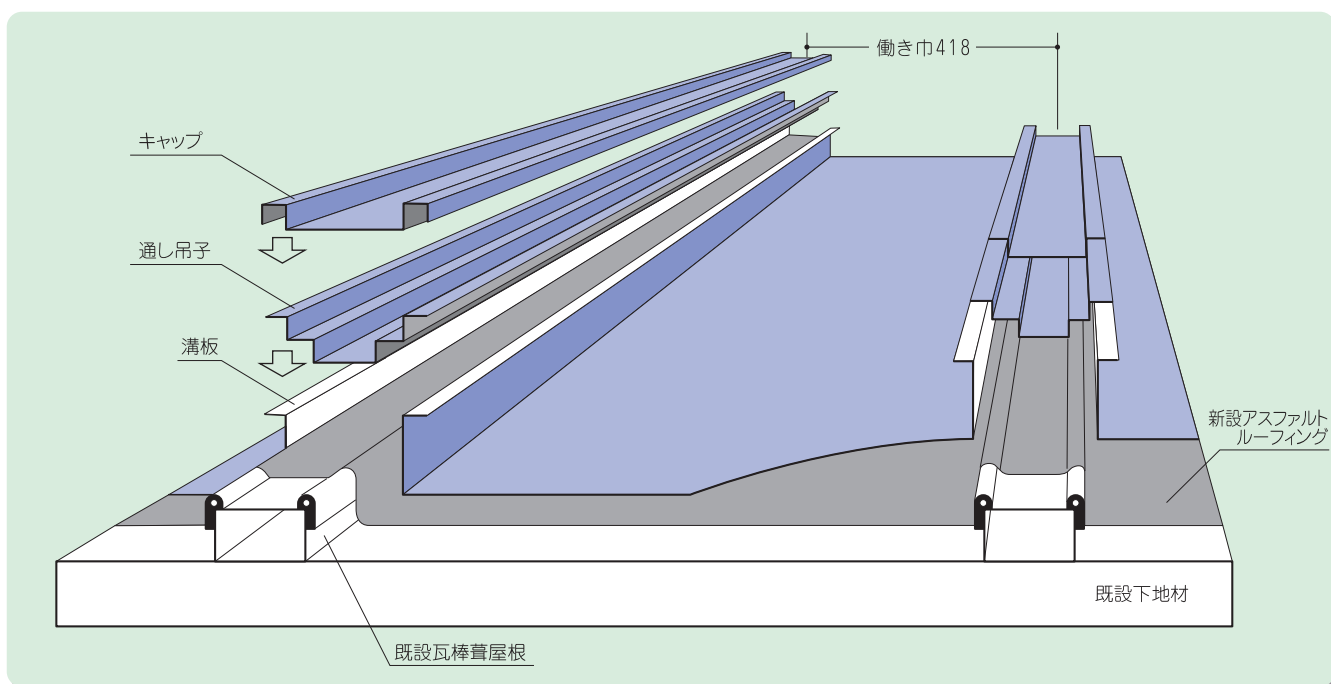 働き巾418
キャップ
通し吊子
溝板
新設アスファルト
ルーフィング
既設下地材
既設瓦棒葺屋根